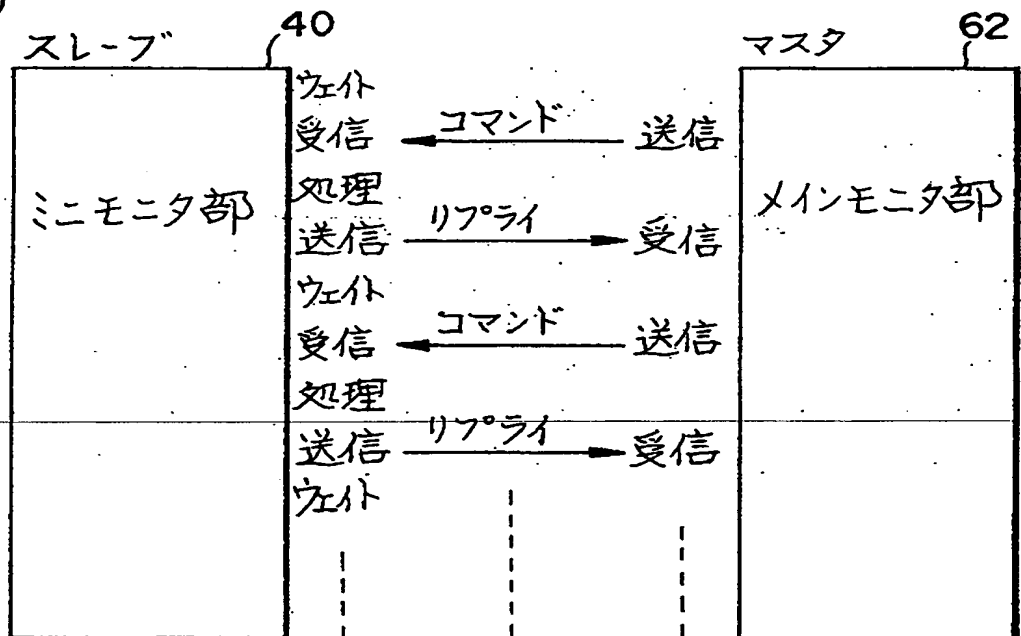 スレーブ 40 マスタ 62
ウェイト
受信 コマンド 送信
処理
ミニモニタ部 メインモニタ部
送信 リプライ 受信
ウェイト
受信 コマンド 送信
処理
送信 リプライ 受信
ウェイト